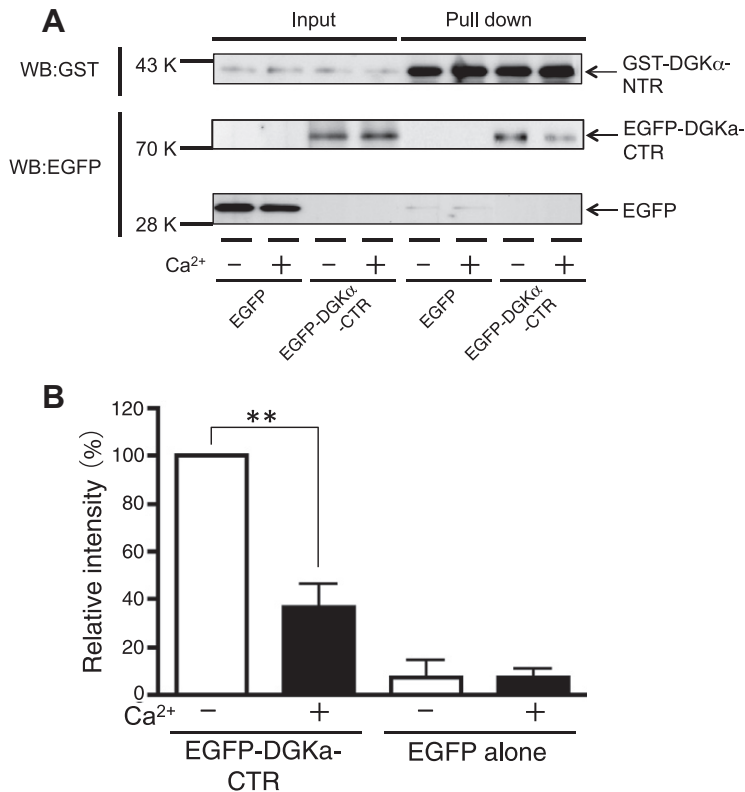 A
Input
Pull down
WB:GST
43 K
GST-DGKα-
NTR
WB:EGFP
70 K
EGFP-DGKa-
CTR
28 K
EGFP
Ca2+
− + − + − + − +
EGFP
EGFP-DGKα
-CTR
EGFP
EGFP-DGKα
-CTR
B
Relative intensity (%)
120
100
80
60
40
20
0
**
Ca2+
− + − +
EGFP-DGKa-
CTR
EGFP alone